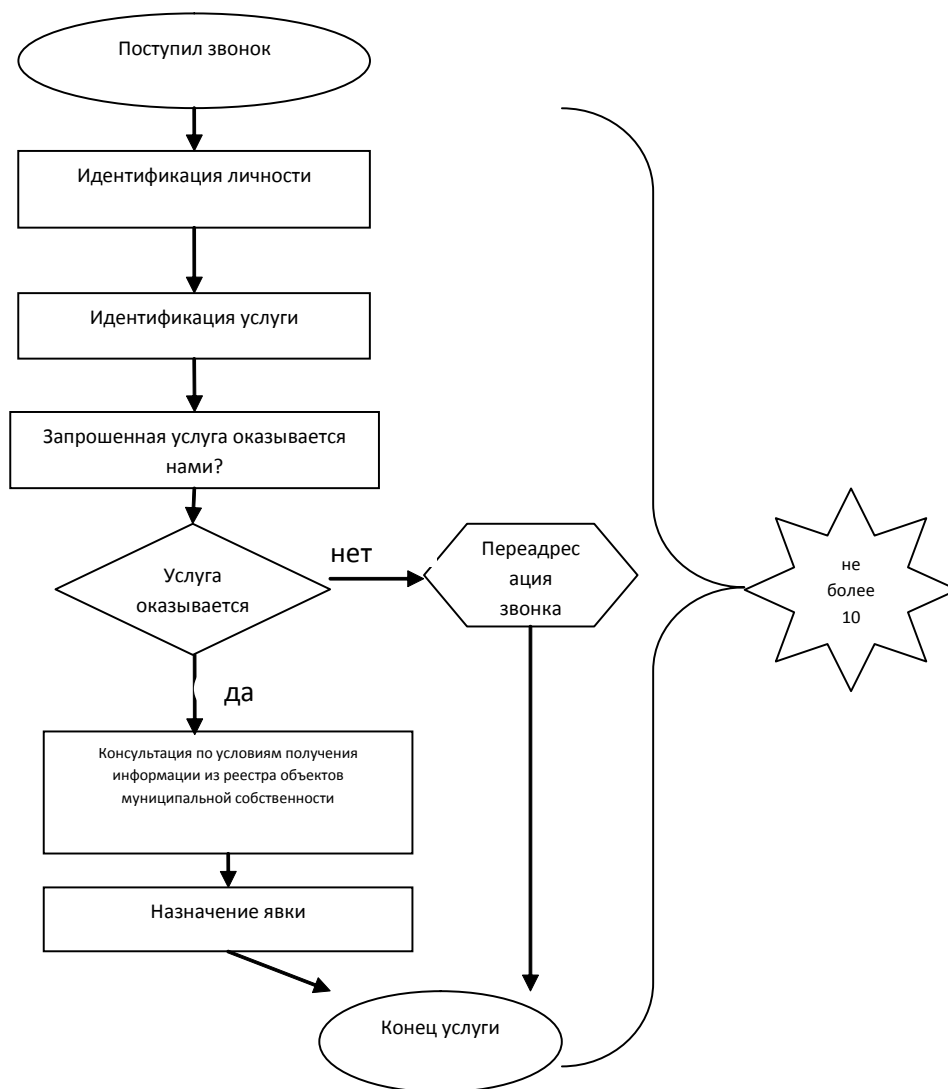 Поступил звонок
Идентификация личности
Идентификация услуги
Запрошенная услуга оказывается
нами?
Услуга
оказывается
нет
Переадрес
ация
звонка
не
более
10
да
Консультация по условиям получения
информации из реестра объектов
муниципальной собственности
Назначение явки
Конец услуги